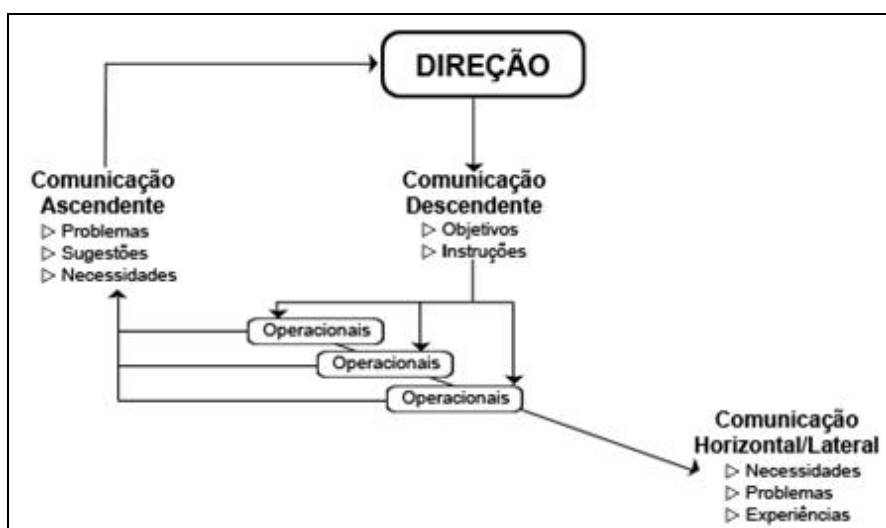 DIREÇÃO
Comunicação
Ascendente
▷ Problemas
▷ Sugestões
▷ Necessidades
Comunicação
Descendente
▷ Objetivos
▷ Instruções
Operacionais
Operacionais
Operacionais
Comunicação
Horizontal/Lateral
▷ Necessidades
▷ Problemas
▷ Experiências